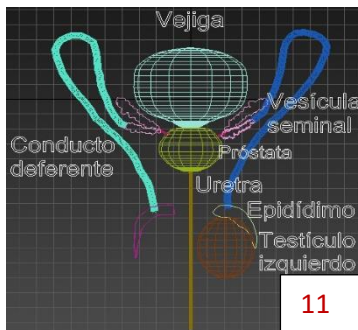 Vejiga
Vesícula
seminal
Conducto
deferente
Próstata
Uretra
Epidídimo
Testículo
izquierdo
11